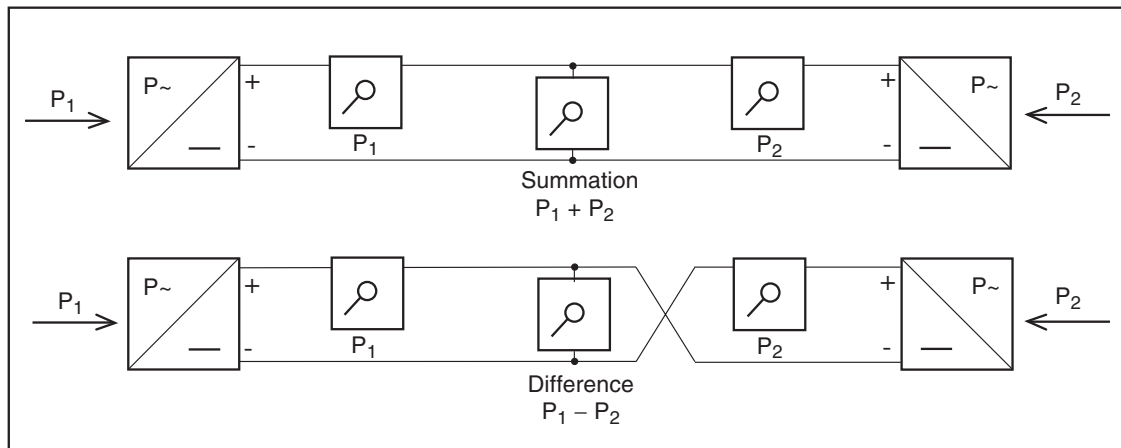 P~
P~
P₁
+
+
P₂
-
P₁
P₂
-
Summation
P₁ + P₂
P~
P~
P₁
+
+
P₂
-
P₁
P₂
-
Difference
P₁ − P₂